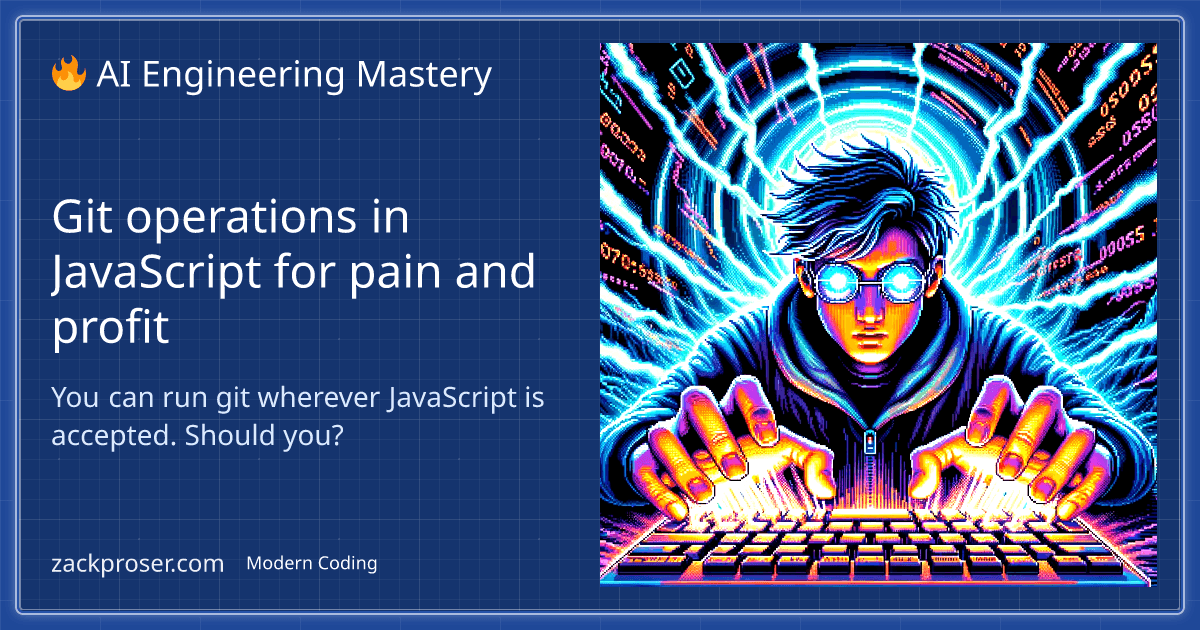 🔥 AI Engineering Mastery
Git operations in
JavaScript for pain and
profit
You can run git wherever JavaScript is
accepted. Should you?
zackproser.com Modern Coding